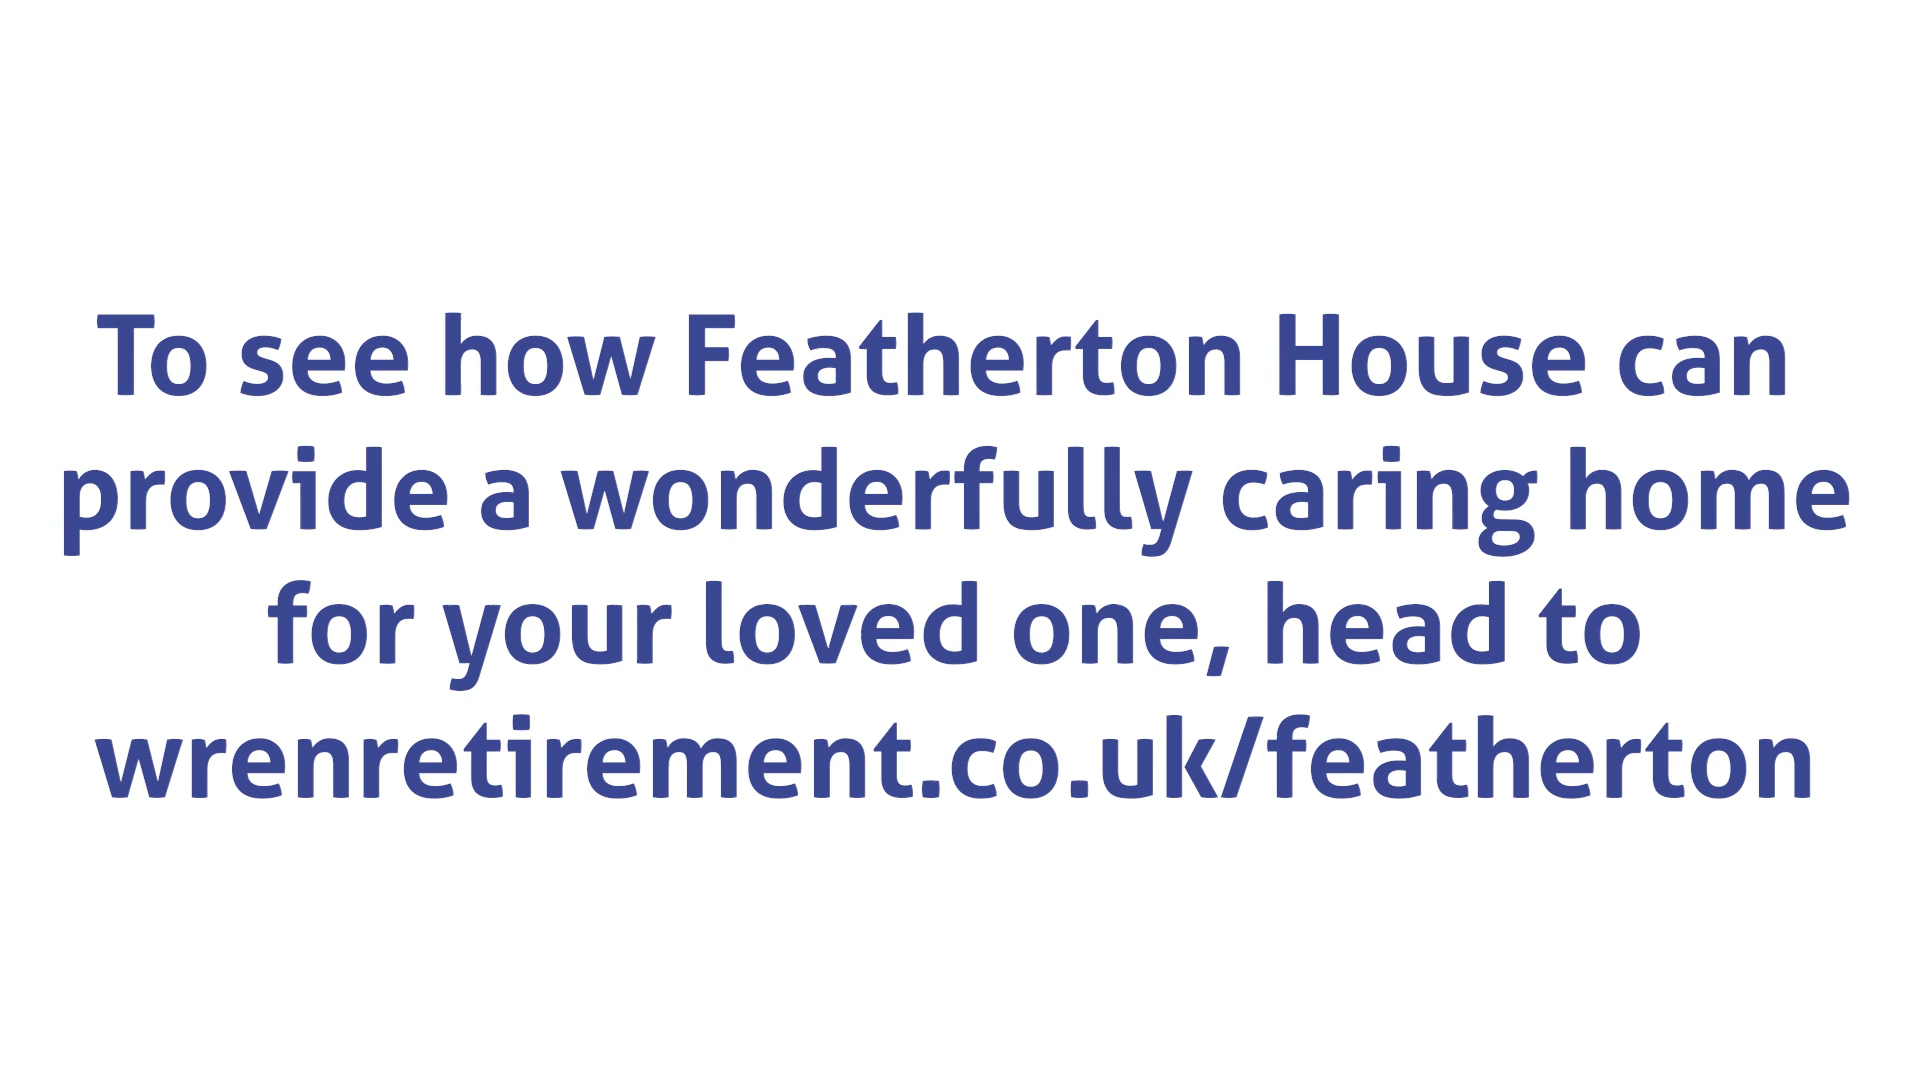 To see how Featherton House can
provide a wonderfully caring home
for your loved one, head to
wrenretirement.co.uk/featherton